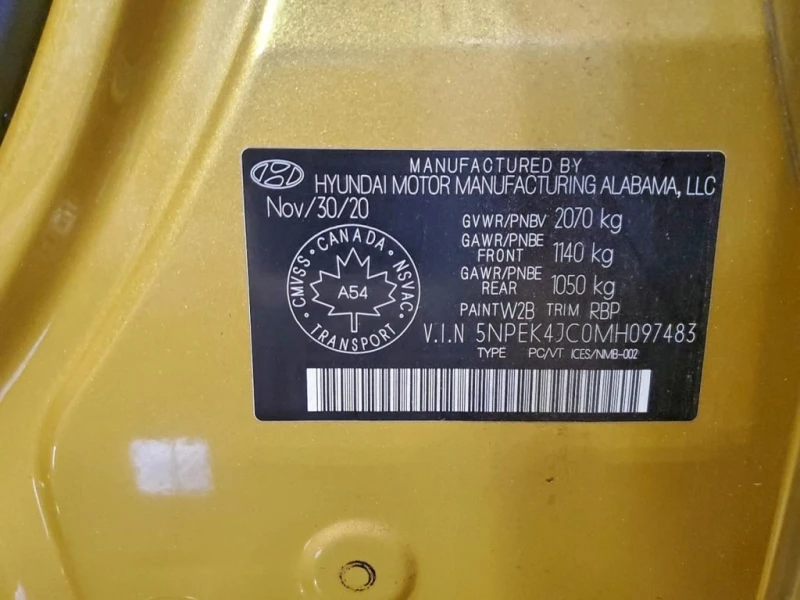 MANUFACTURED BY
HYUNDAI MOTOR MANUFACTURING ALABAMA, LLC
Nov/30/20
GVWR/PNBV 2070 kg
GAWR/PNBE FRONT 1140 kg
GAWR/PNBE REAR 1050 kg
CANADA
CMVSS
NSVAC
A54
TRANSPORT
PAINT W2B TRIM RBP
V.I.N 5NPEK4JC0MH097483
TYPE PC/VT ICES/NMB-002